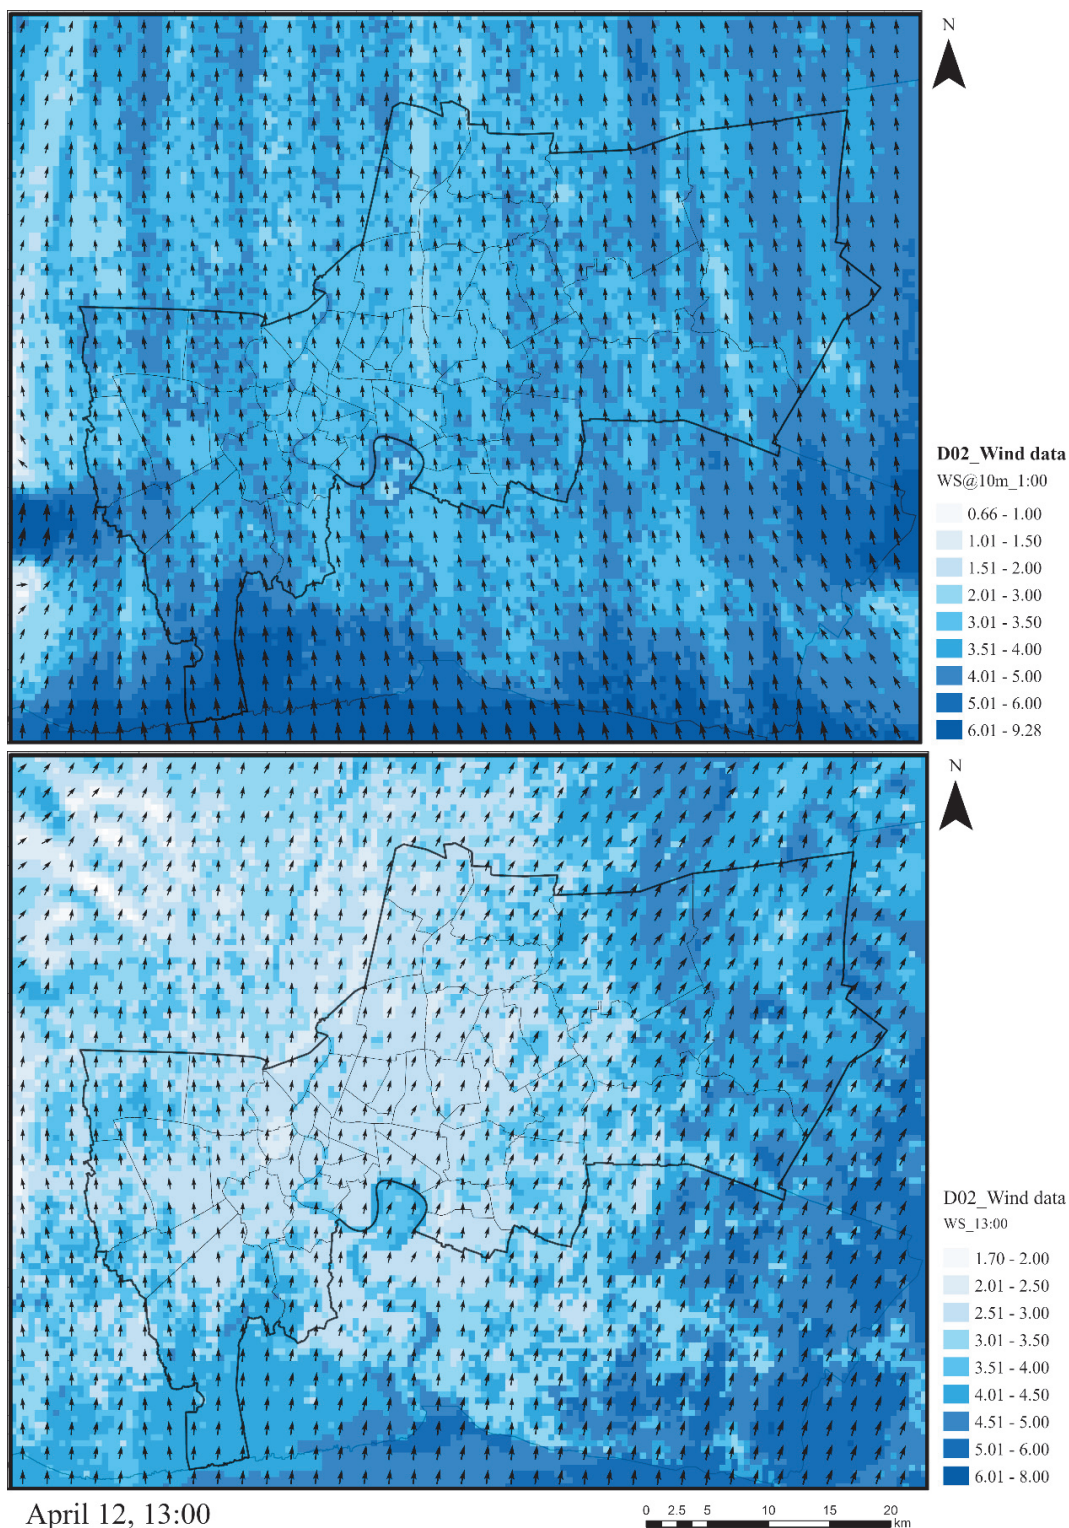 N
D02_Wind data
WS@10m_1:00
0.66 - 1.00
1.01 - 1.50
1.51 - 2.00
2.01 - 3.00
3.01 - 3.50
3.51 - 4.00
4.01 - 5.00
5.01 - 6.00
6.01 - 9.28
N
D02_Wind data
WS_13:00
1.70 - 2.00
2.01 - 2.50
2.51 - 3.00
3.01 - 3.50
3.51 - 4.00
4.01 - 4.50
4.51 - 5.00
5.01 - 6.00
6.01 - 8.00
April 12, 13:00
0 2.5 5 10 15 20
km